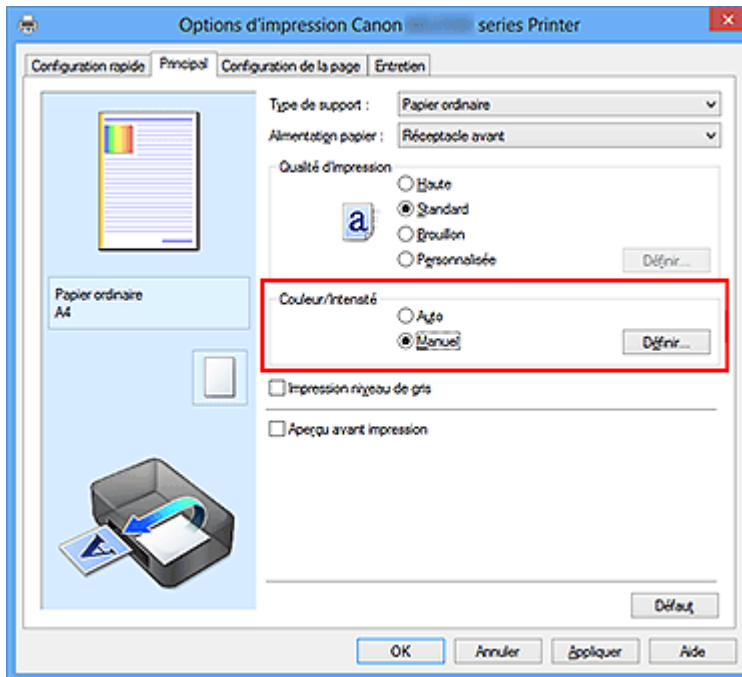 Options d'impression Canon series Printer
Configuration rapide Principal Configuration de la page Entretien
Type de support : Papier ordinaire
Alimentation papier : Réceptacle avant
Qualité d'impression
Haute
a Standard
Brouillon
Personnalisée Définir...
Papier ordinaire
A4
Couleur/Intensité
Auto
Manuel Définir...
Impression niveau de gris
Aperçu avant impression
A
Défaut
OK Annuler Appliquer Aide